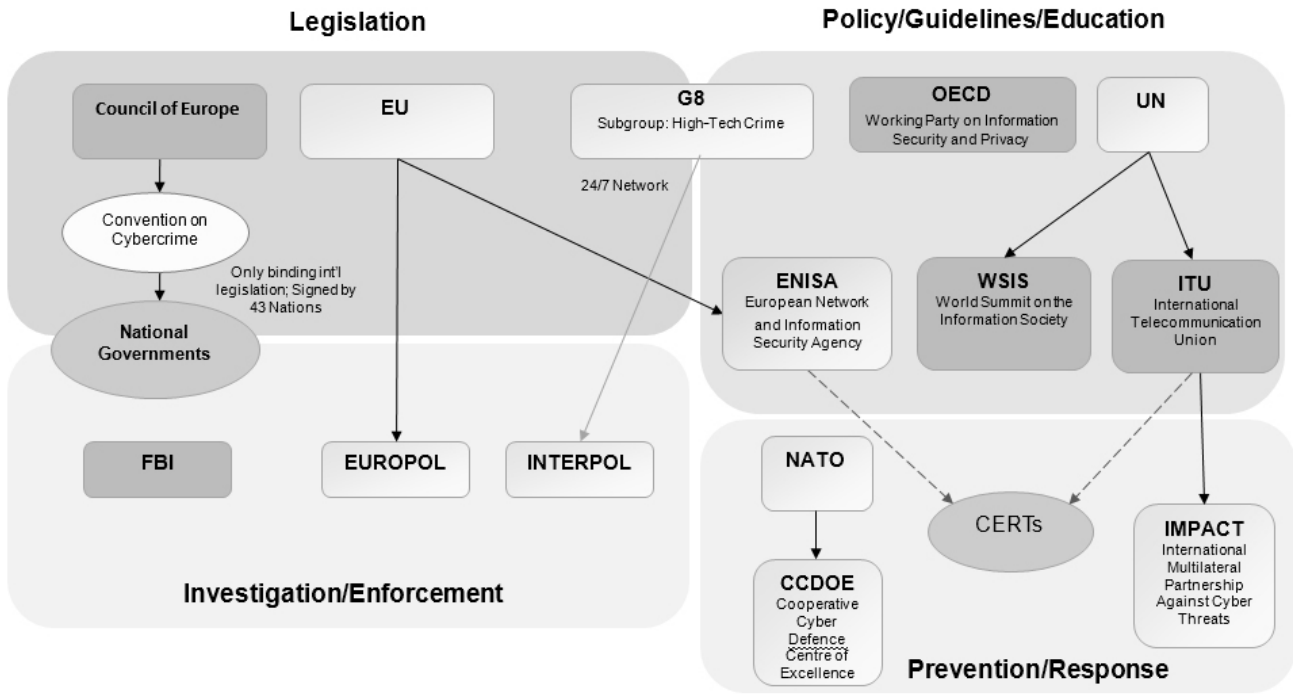 Legislation
Policy/Guidelines/Education
Council of Europe
EU
G8
Subgroup: High-Tech Crime
OECD
Working Party on Information
Security and Privacy
UN
24/7 Network
Convention on
Cybercrime
Only binding int'l
legislation; Signed by
43 Nations
National
Governments
ENISA
European Network
and Information
Security Agency
WSIS
World Summit on the
Information Society
ITU
International
Telecommunication
Union
FBI
EUROPOL
INTERPOL
Investigation/Enforcement
NATO
CERTs
CCDOE
Cooperative
Cyber
Defence
Centre of
Excellence
IMPACT
International
Multilateral
Partnership
Against Cyber
Threats
Prevention/Response